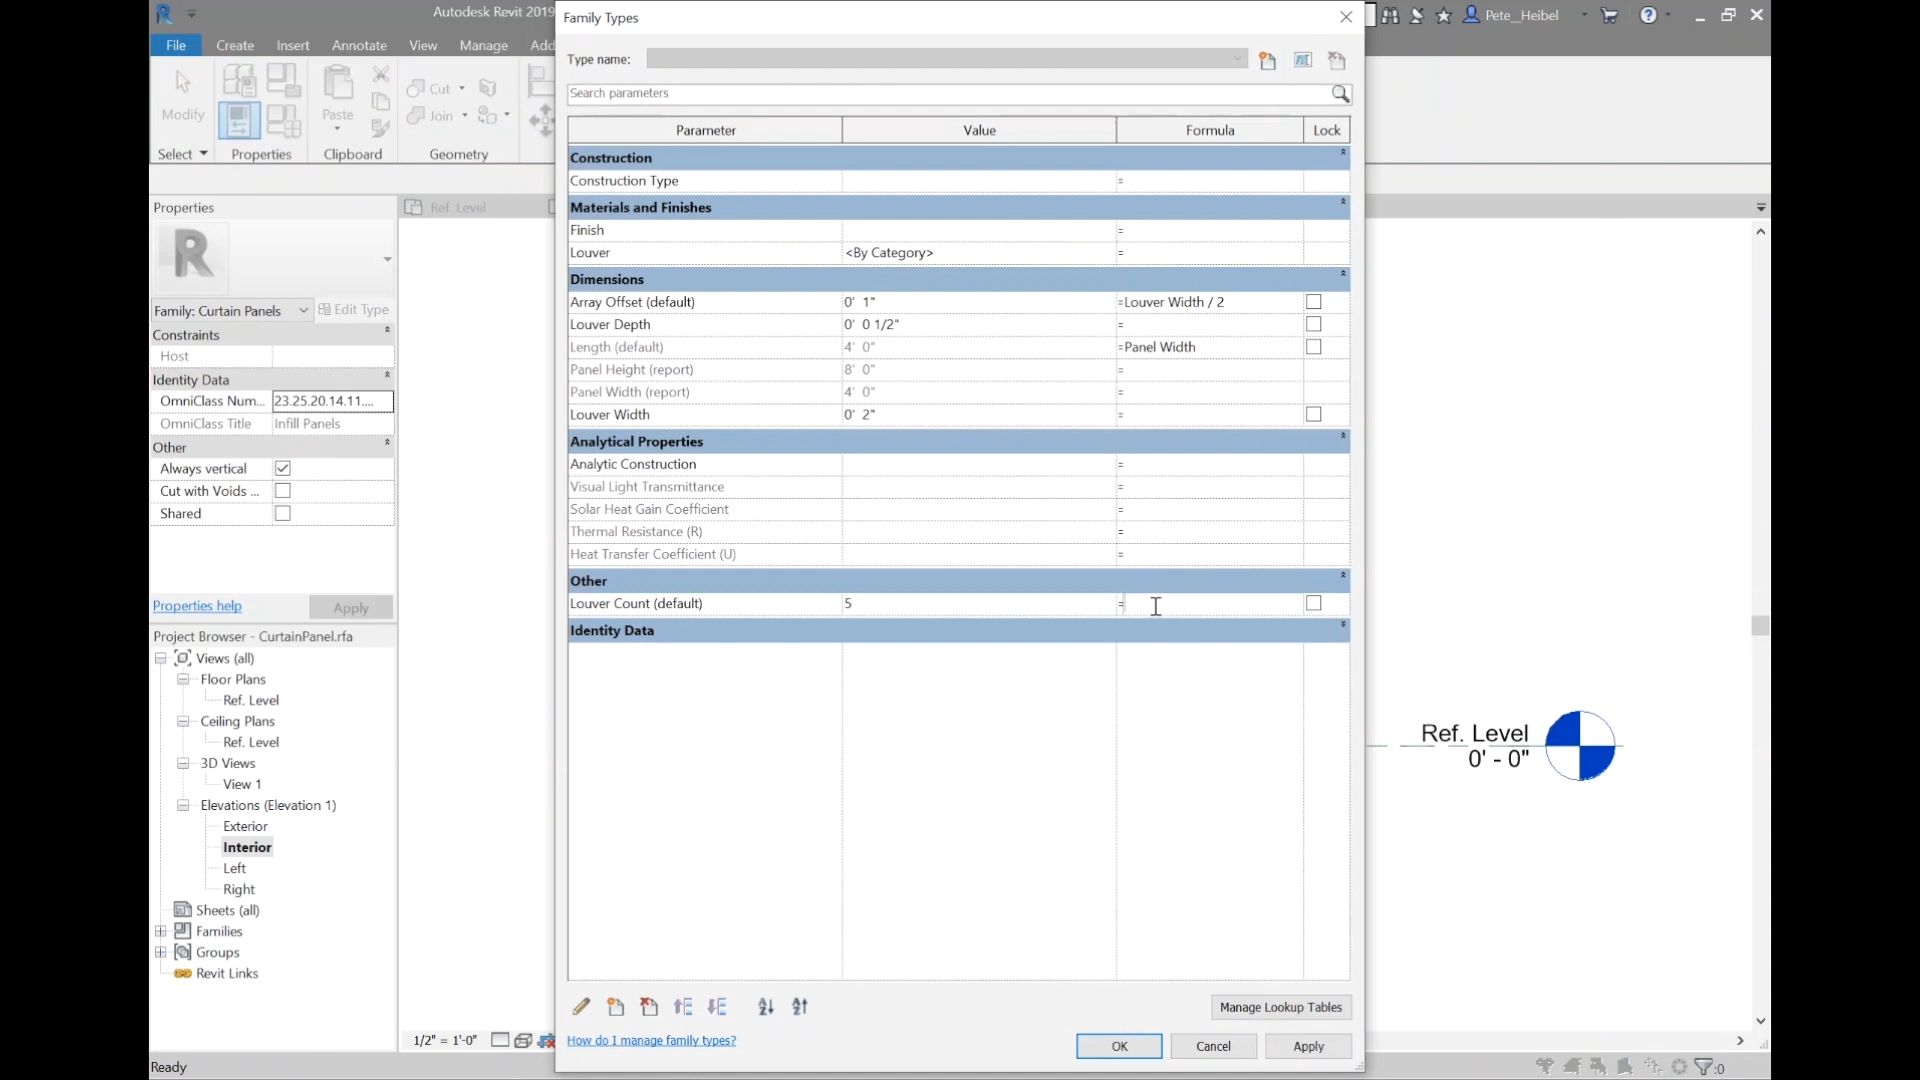 Autodesk Revit 2019
Family Types
Pete_Heibel
File
Create
Insert
Annotate
View
Manage
Add
Type name:
Search parameters
Modify
Cut
Join
Paste
Select
Properties
Clipboard
Geometry
Parameter
Value
Formula
Lock
Construction
Construction Type =
Materials and Finishes
Finish =
Louver <By Category> =
Dimensions
Array Offset (default) 0' 1" =Louver Width / 2
Louver Depth 0' 0 1/2" =
Length (default) 4' 0" =Panel Width
Panel Height (report) 8' 0" =
Panel Width (report) 4' 0" =
Louver Width 0' 2" =
Analytical Properties
Analytic Construction =
Visual Light Transmittance =
Solar Heat Gain Coefficient =
Thermal Resistance (R) =
Heat Transfer Coefficient (U) =
Other
Louver Count (default) 5 =
Identity Data
Manage Lookup Tables
How do I manage family types?
OK
Cancel
Apply
Properties
R
Family: Curtain Panels
Edit Type
Constraints
Host
Identity Data
OmniClass Num... 23.25.20.14.11....
OmniClass Title Infill Panels
Other
Always vertical
Cut with Voids ...
Shared
Properties help
Apply
Project Browser - CurtainPanel.rfa
Views (all)
Floor Plans
Ref. Level
Ceiling Plans
Ref. Level
3D Views
View 1
Elevations (Elevation 1)
Exterior
Interior
Left
Right
Sheets (all)
Families
Groups
Revit Links
Ref. Level
Ref. Level
0' - 0"
1/2" = 1'-0"
Ready
:0